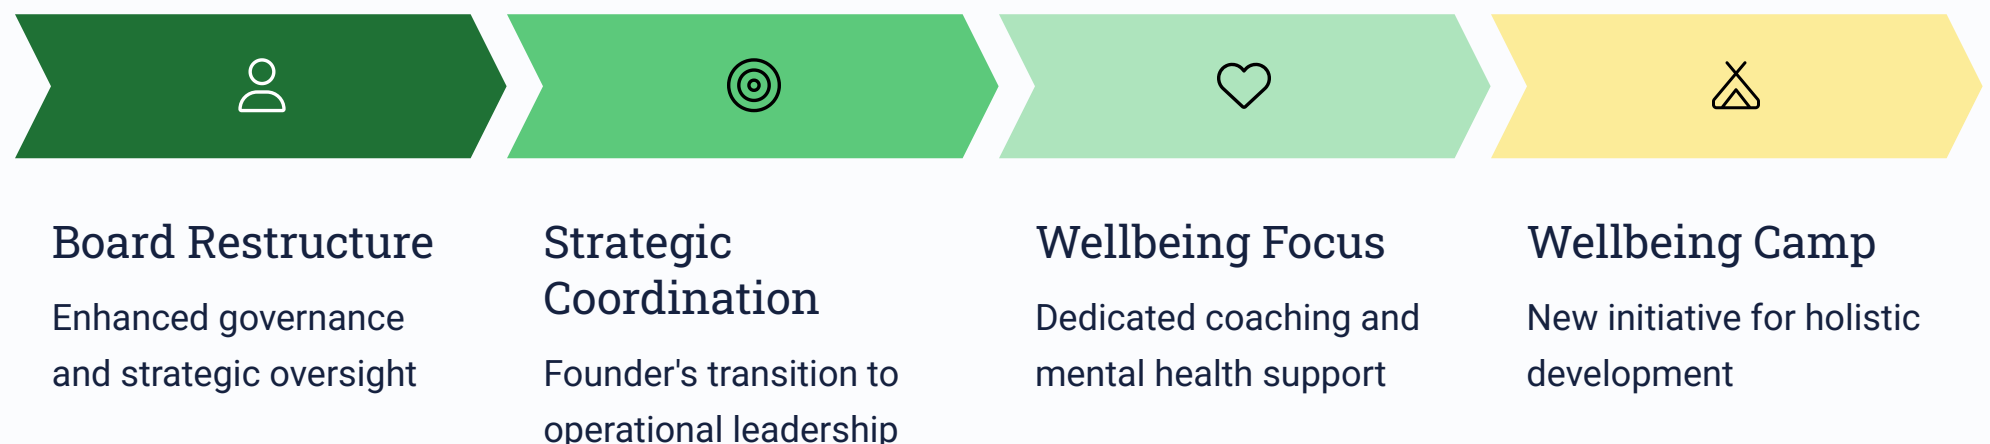 Board Restructure
Enhanced governance
and strategic oversight
Strategic
Coordination
Founder's transition to
operational leadership
Wellbeing Focus
Dedicated coaching and
mental health support
Wellbeing Camp
New initiative for holistic
development